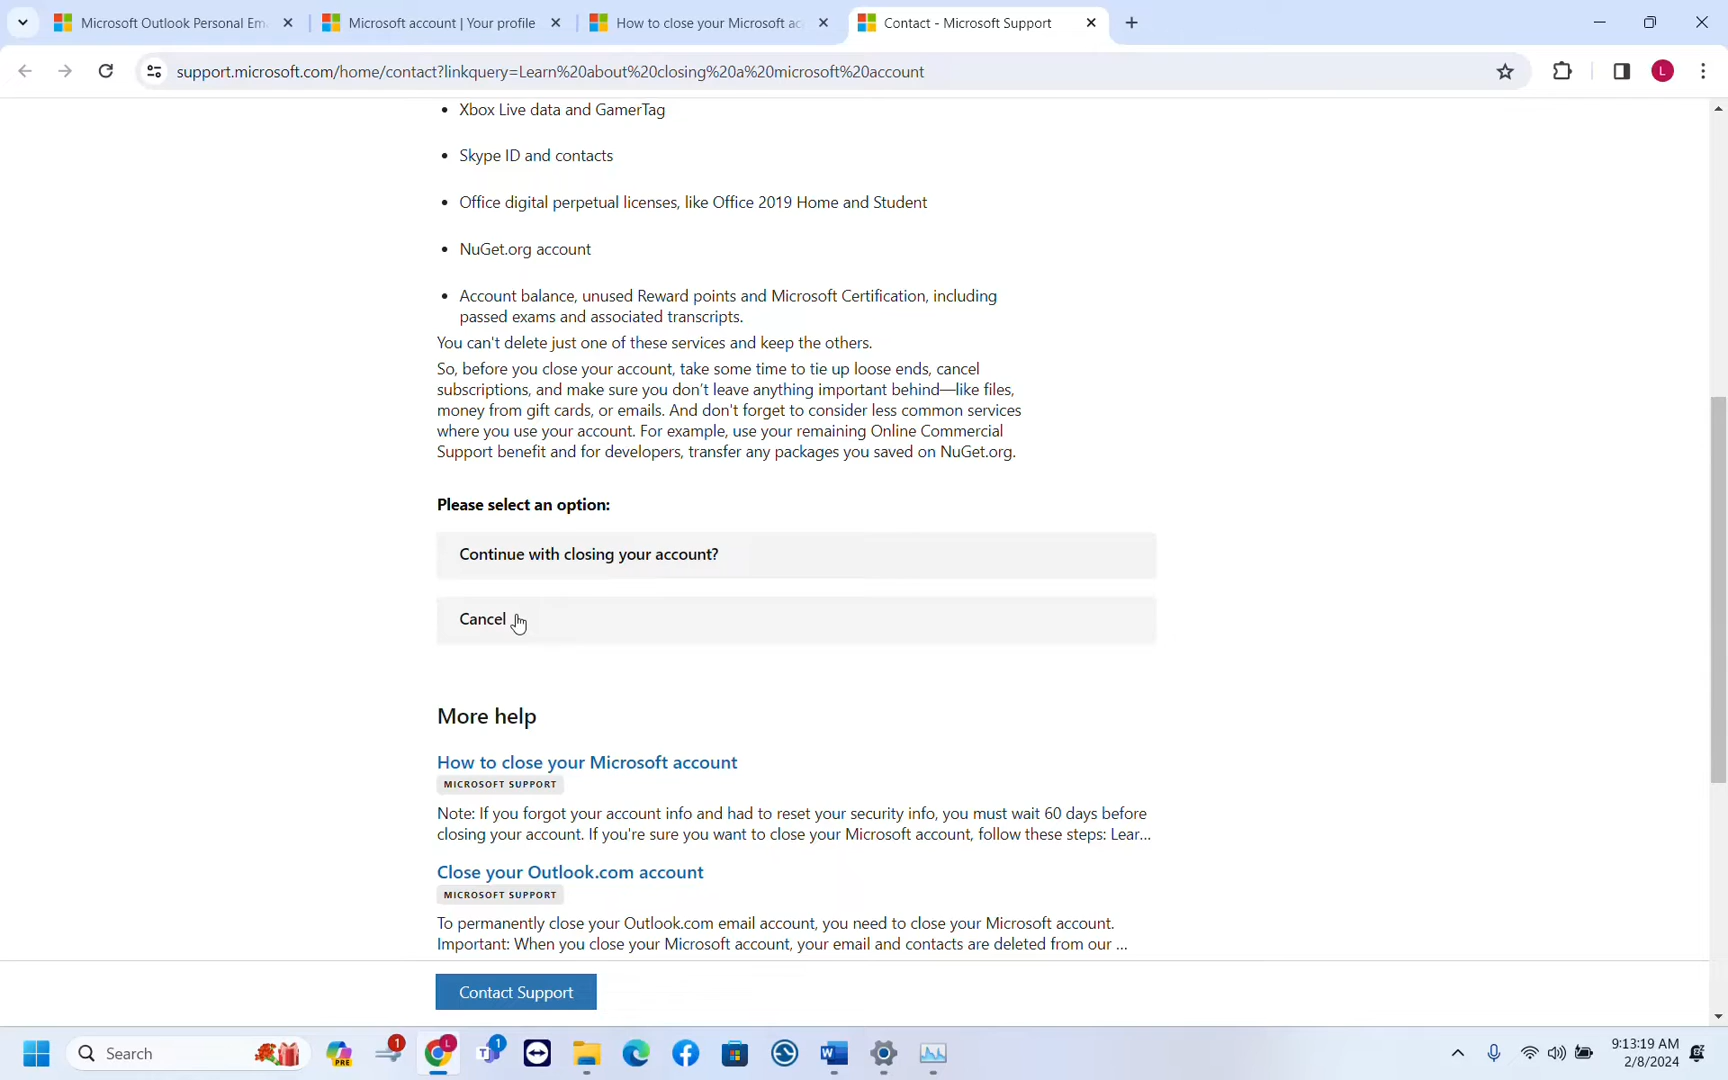 Microsoft Outlook Personal Em
Microsoft account | Your profile
How to close your Microsoft ac
Contact - Microsoft Support
support.microsoft.com/home/contact?linkquery=Learn%20about%20closing%20a%20microsoft%20account
L
Xbox Live data and GamerTag
Skype ID and contacts
Office digital perpetual licenses, like Office 2019 Home and Student
NuGet.org account
Account balance, unused Reward points and Microsoft Certification, including
passed exams and associated transcripts.
You can't delete just one of these services and keep the others.
So, before you close your account, take some time to tie up loose ends, cancel
subscriptions, and make sure you don't leave anything important behind—like files,
money from gift cards, or emails. And don't forget to consider less common services
where you use your account. For example, use your remaining Online Commercial
Support benefit and for developers, transfer any packages you saved on NuGet.org.
Please select an option:
Continue with closing your account?
Cancel
More help
How to close your Microsoft account
MICROSOFT SUPPORT
Note: If you forgot your account info and had to reset your security info, you must wait 60 days before
closing your account. If you're sure you want to close your Microsoft account, follow these steps: Lear...
Close your Outlook.com account
MICROSOFT SUPPORT
To permanently close your Outlook.com email account, you need to close your Microsoft account.
Important: When you close your Microsoft account, your email and contacts are deleted from our ...
Contact Support
Search
PRE
1
L
1
9:13:19 AM
2/8/2024